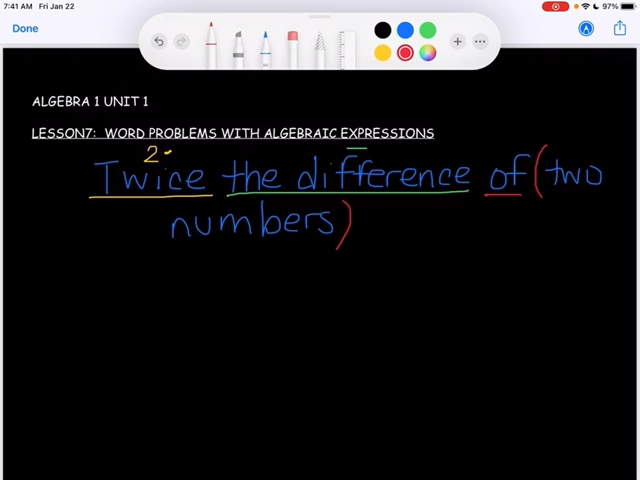 7:41 AM Fri Jan 22
97%
Done
ALGEBRA 1 UNIT 1
LESSON7: WORD PROBLEMS WITH ALGEBRAIC EXPRESSIONS
2 • −
Twice the difference of (two
numbers)